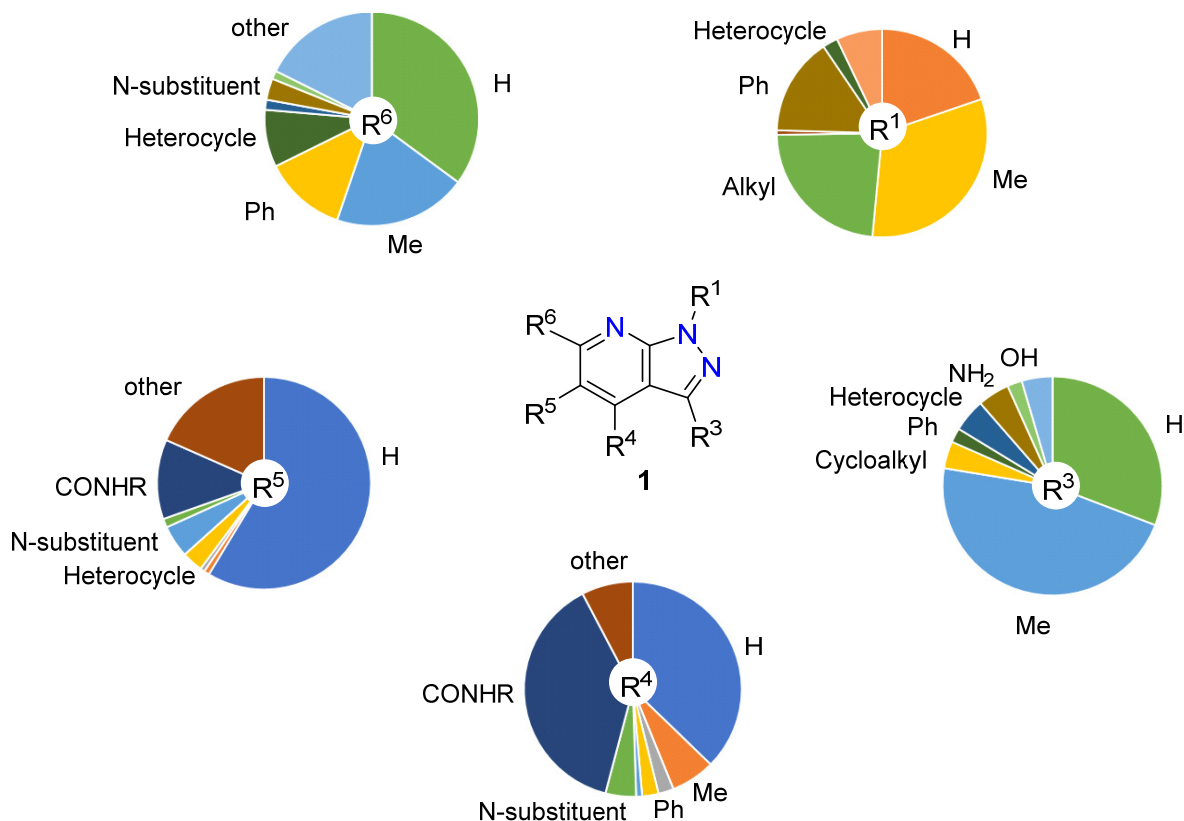 other
N-substituent
Heterocycle
Ph
Me
H
R⁶
Heterocycle
H
Ph
R¹
Alkyl
Me
R¹
R⁶
N
N
N
R⁵
R⁴
R³
1
other
H
CONHR
R⁵
N-substituent
Heterocycle
OH
NH₂
Heterocycle
Ph
Cycloalkyl
H
R³
Me
other
H
R⁴
CONHR
N-substituent
Ph
Me